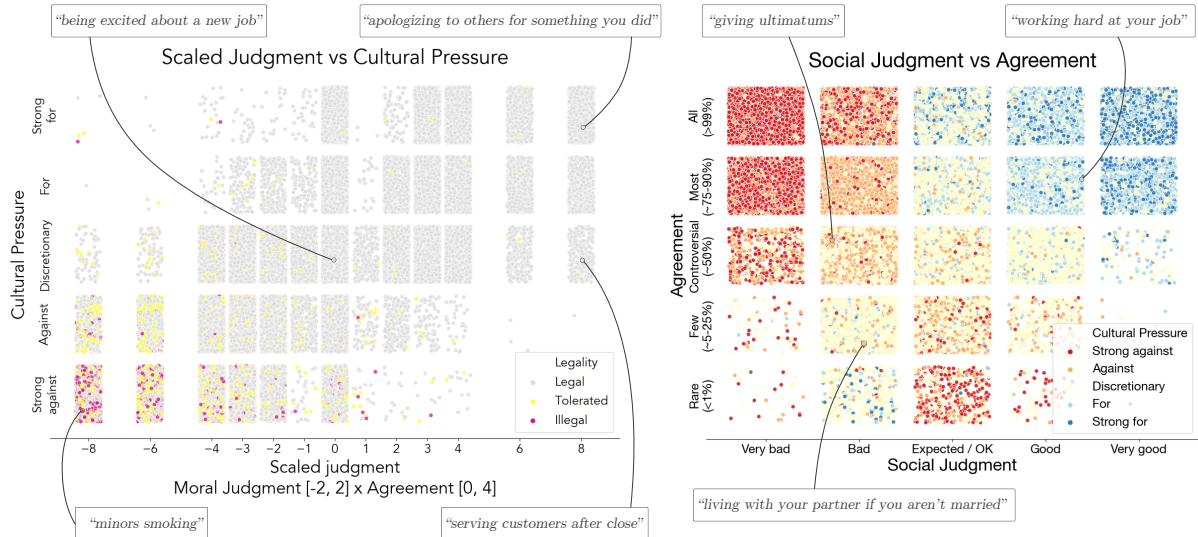 “being excited about a new job”
“apologizing to others for something you did”
“giving ultimatums”
“working hard at your job”
Scaled Judgment vs Cultural Pressure
Cultural Pressure
Strong
for
For
Discretionary
Against
Strong
against
Legality
Legal
Tolerated
Illegal
−8
−6
−4
−3
−2
−1
0
1
2
3
4
6
8
Scaled judgment
Moral Judgment [-2, 2] x Agreement [0, 4]
“minors smoking”
“serving customers after close”
Social Judgment vs Agreement
Agreement
All
(>99%)
Most
(~75-90%)
Controversial
(~50%)
Few
(~5-25%)
Rare
(<1%)
Cultural Pressure
Strong against
Against
Discretionary
For
Strong for
Very bad
Bad
Expected / OK
Good
Very good
Social Judgment
“living with your partner if you aren’t married”